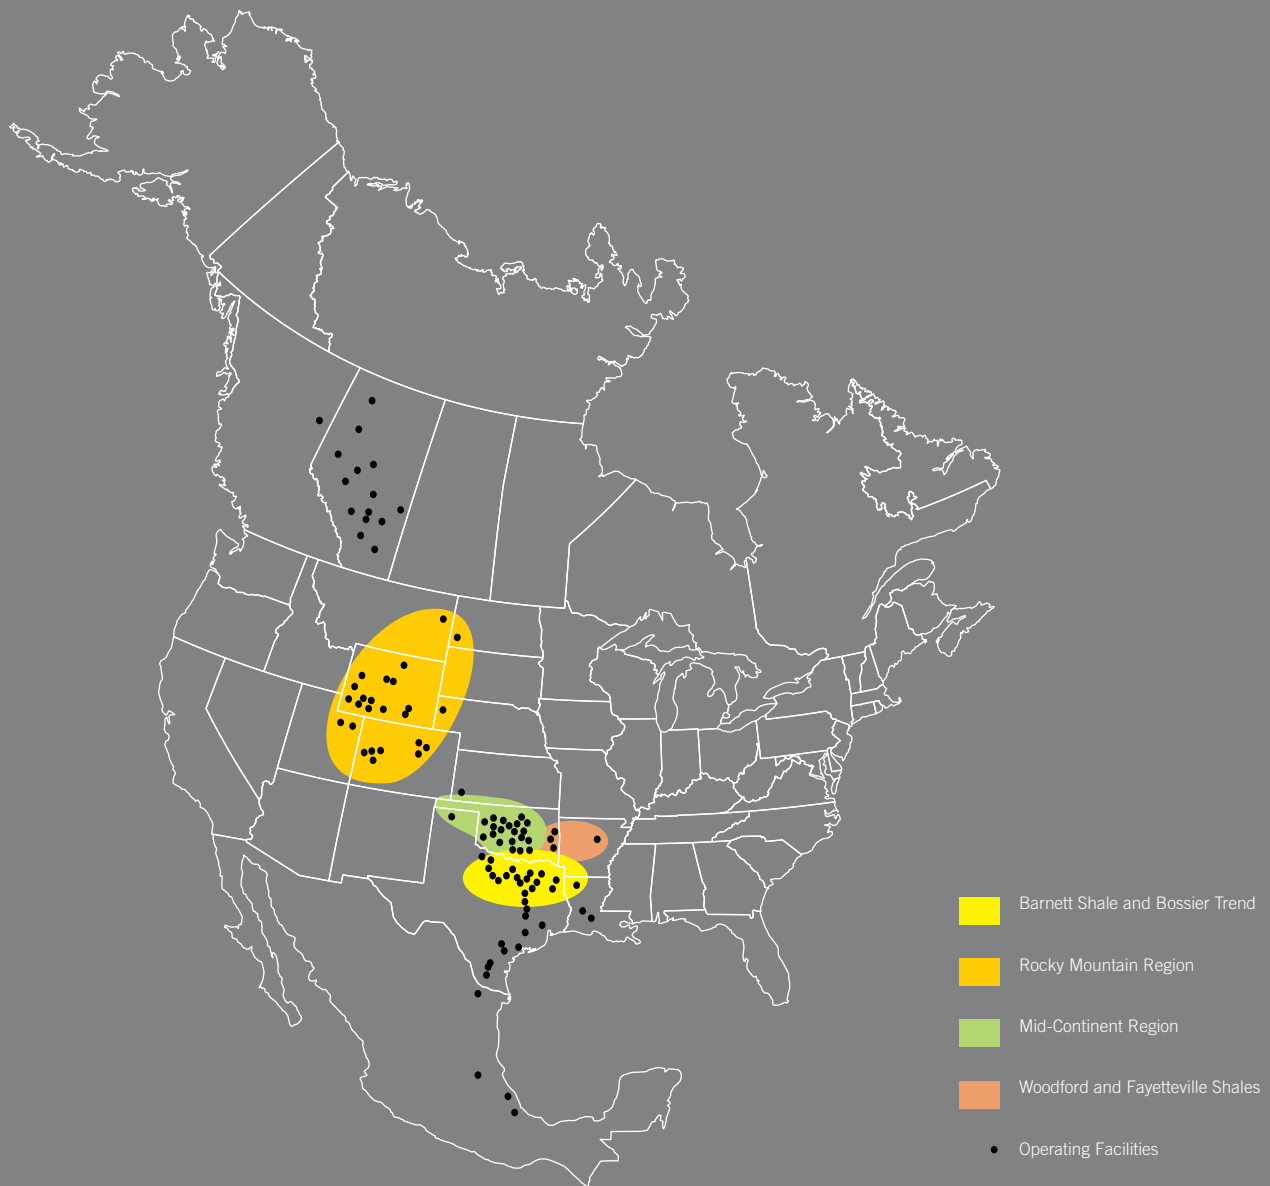 Barnett Shale and Bossier Trend
Rocky Mountain Region
Mid-Continent Region
Woodford and Fayetteville Shales
Operating Facilities